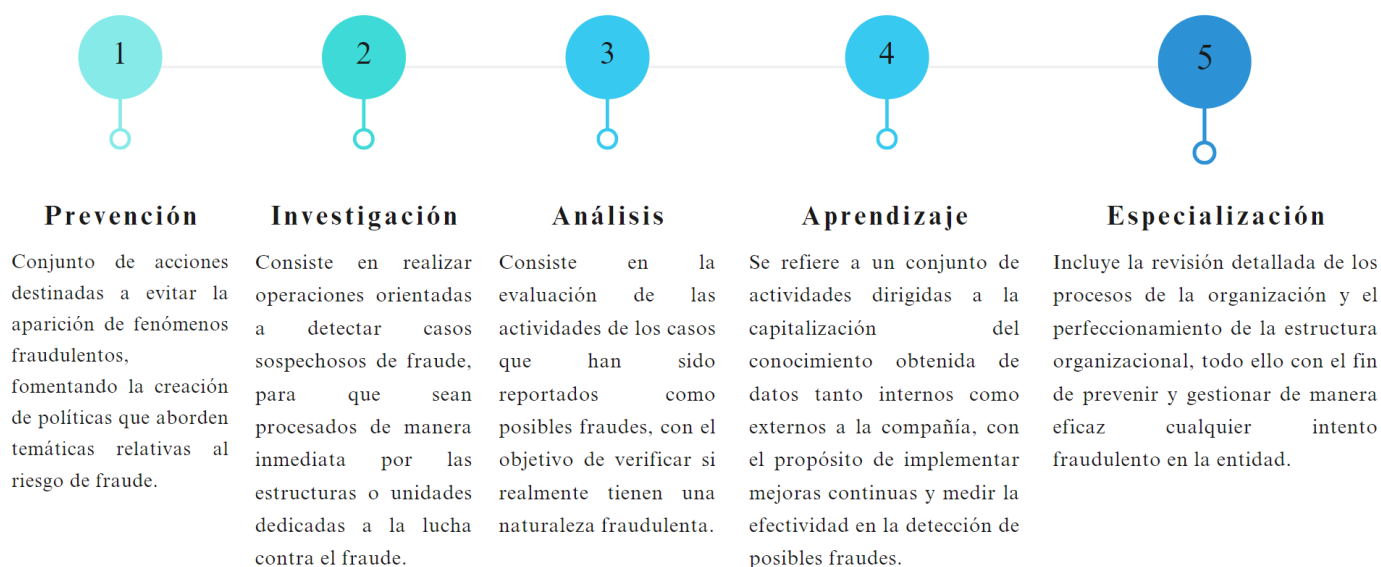 1
2
3
4
5
Prevención
Conjunto de acciones
destinadas a evitar la
aparición de fenómenos
fraudulentos,
fomentando la creación
de políticas que aborden
temáticas relativas al
riesgo de fraude.
Investigación
Consiste en realizar
operaciones orientadas
a detectar casos
sospechosos de fraude,
para que sean
procesados de manera
inmediata por las
estructuras o unidades
dedicadas a la lucha
contra el fraude.
Análisis
Consiste en la
evaluación de las
actividades de los casos
que han sido
reportados como
posibles fraudes, con el
objetivo de verificar si
realmente tienen una
naturaleza fraudulenta.
Aprendizaje
Se refiere a un conjunto de
actividades dirigidas a la
capitalización del
conocimiento obtenida de
datos tanto internos como
externos a la compañía, con
el propósito de implementar
mejoras continuas y medir la
efectividad en la detección de
posibles fraudes.
Especialización
Incluye la revisión detallada de los
procesos de la organización y el
perfeccionamiento de la estructura
organizacional, todo ello con el fin
de prevenir y gestionar de manera
eficaz cualquier intento
fraudulento en la entidad.